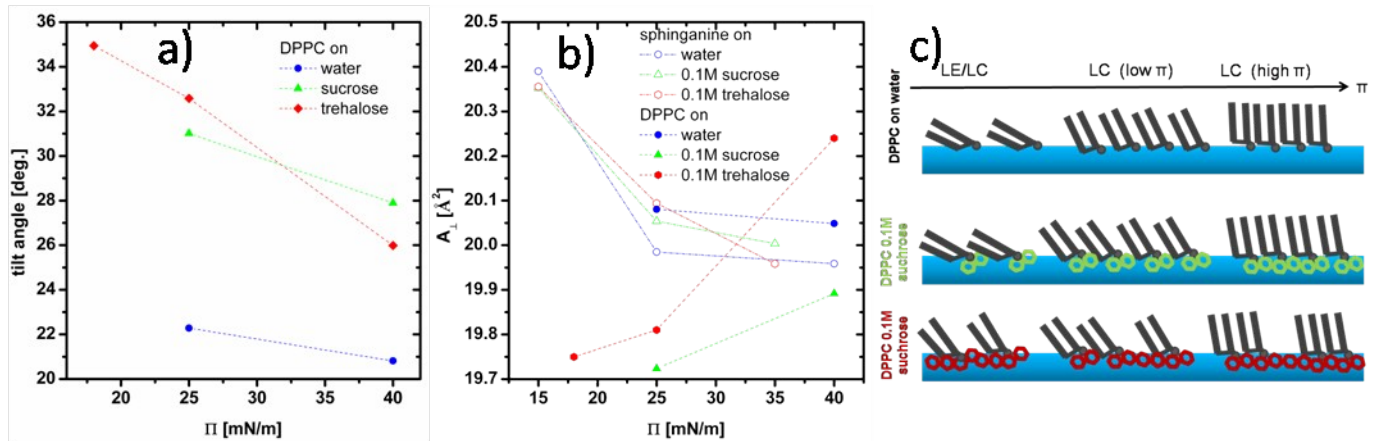 a)
DPPC on
water
sucrose
trehalose
36
34
32
30
28
26
24
22
20
tilt angle [deg.]
20
25
30
35
40
Π [mN/m]
b)
sphinganine on
water
0.1M sucrose
0.1M trehalose
DPPC on
water
0.1M sucrose
0.1M trehalose
20.5
20.4
20.3
20.2
20.1
20.0
19.9
19.8
19.7
A⊥ [Å²]
15
20
25
30
35
40
Π [mN/m]
c)
LE/LC
LC (low π)
LC (high π)
π
DPPC on water
DPPC 0.1M
suchrose
DPPC 0.1M
suchrose